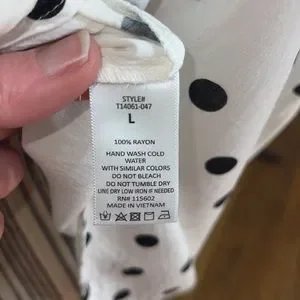 STYLE#
T14061-047
L
100% RAYON
HAND WASH COLD
WATER
WITH SIMILAR COLORS
DO NOT BLEACH
DO NOT TUMBLE DRY
LINE DRY LOW IRON IF NEEDED
RN# 115602
MADE IN VIETNAM